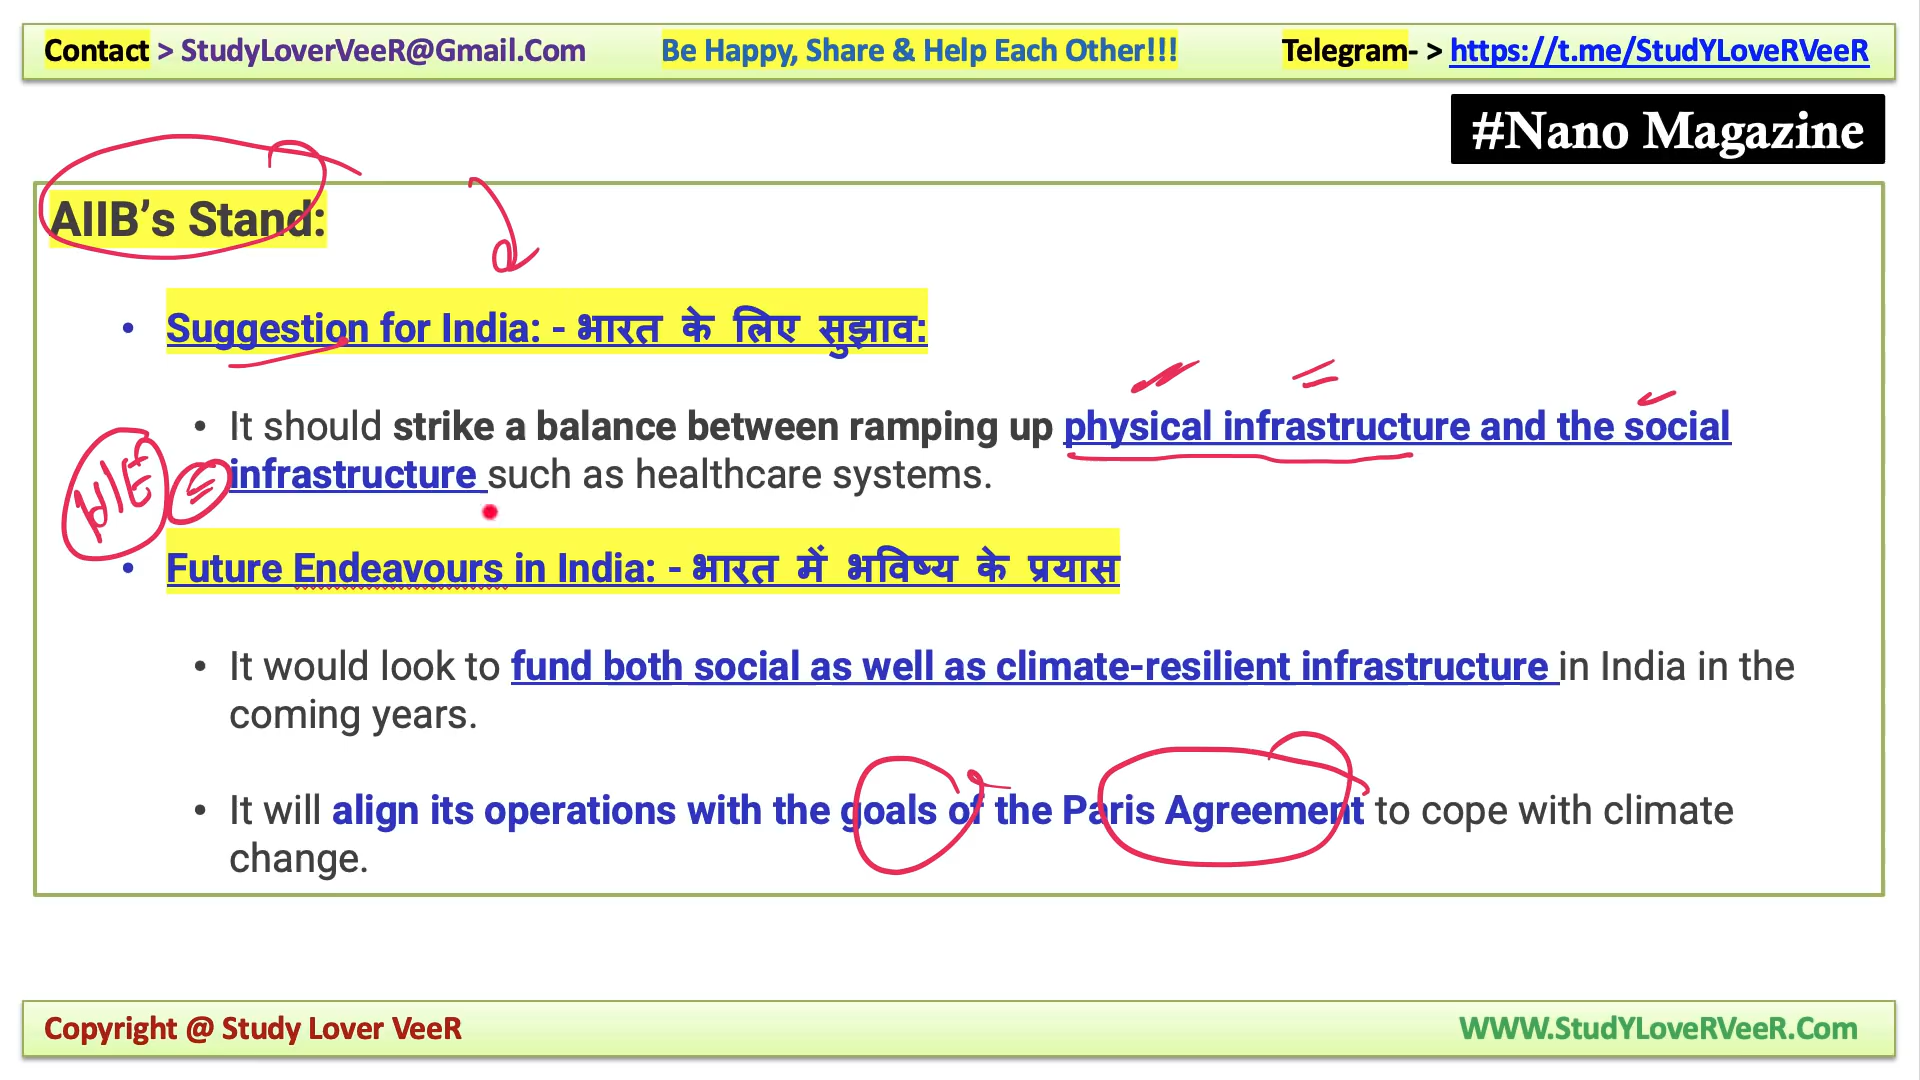 Contact > StudyLoverVeeR@Gmail.Com Be Happy, Share & Help Each Other!!! Telegram- > https://t.me/StudYLoveRVeeR
#Nano Magazine
AIIB’s Stand:
• Suggestion for India: - भारत के लिए सुझाव:
• It should strike a balance between ramping up physical infrastructure and the social
infrastructure such as healthcare systems.
• Future Endeavours in India: - भारत में भविष्य के प्रयास
• It would look to fund both social as well as climate-resilient infrastructure in India in the
coming years.
• It will align its operations with the goals of the Paris Agreement to cope with climate
change.
Copyright @ Study Lover VeeR WWW.StudYLoveRVeeR.Com